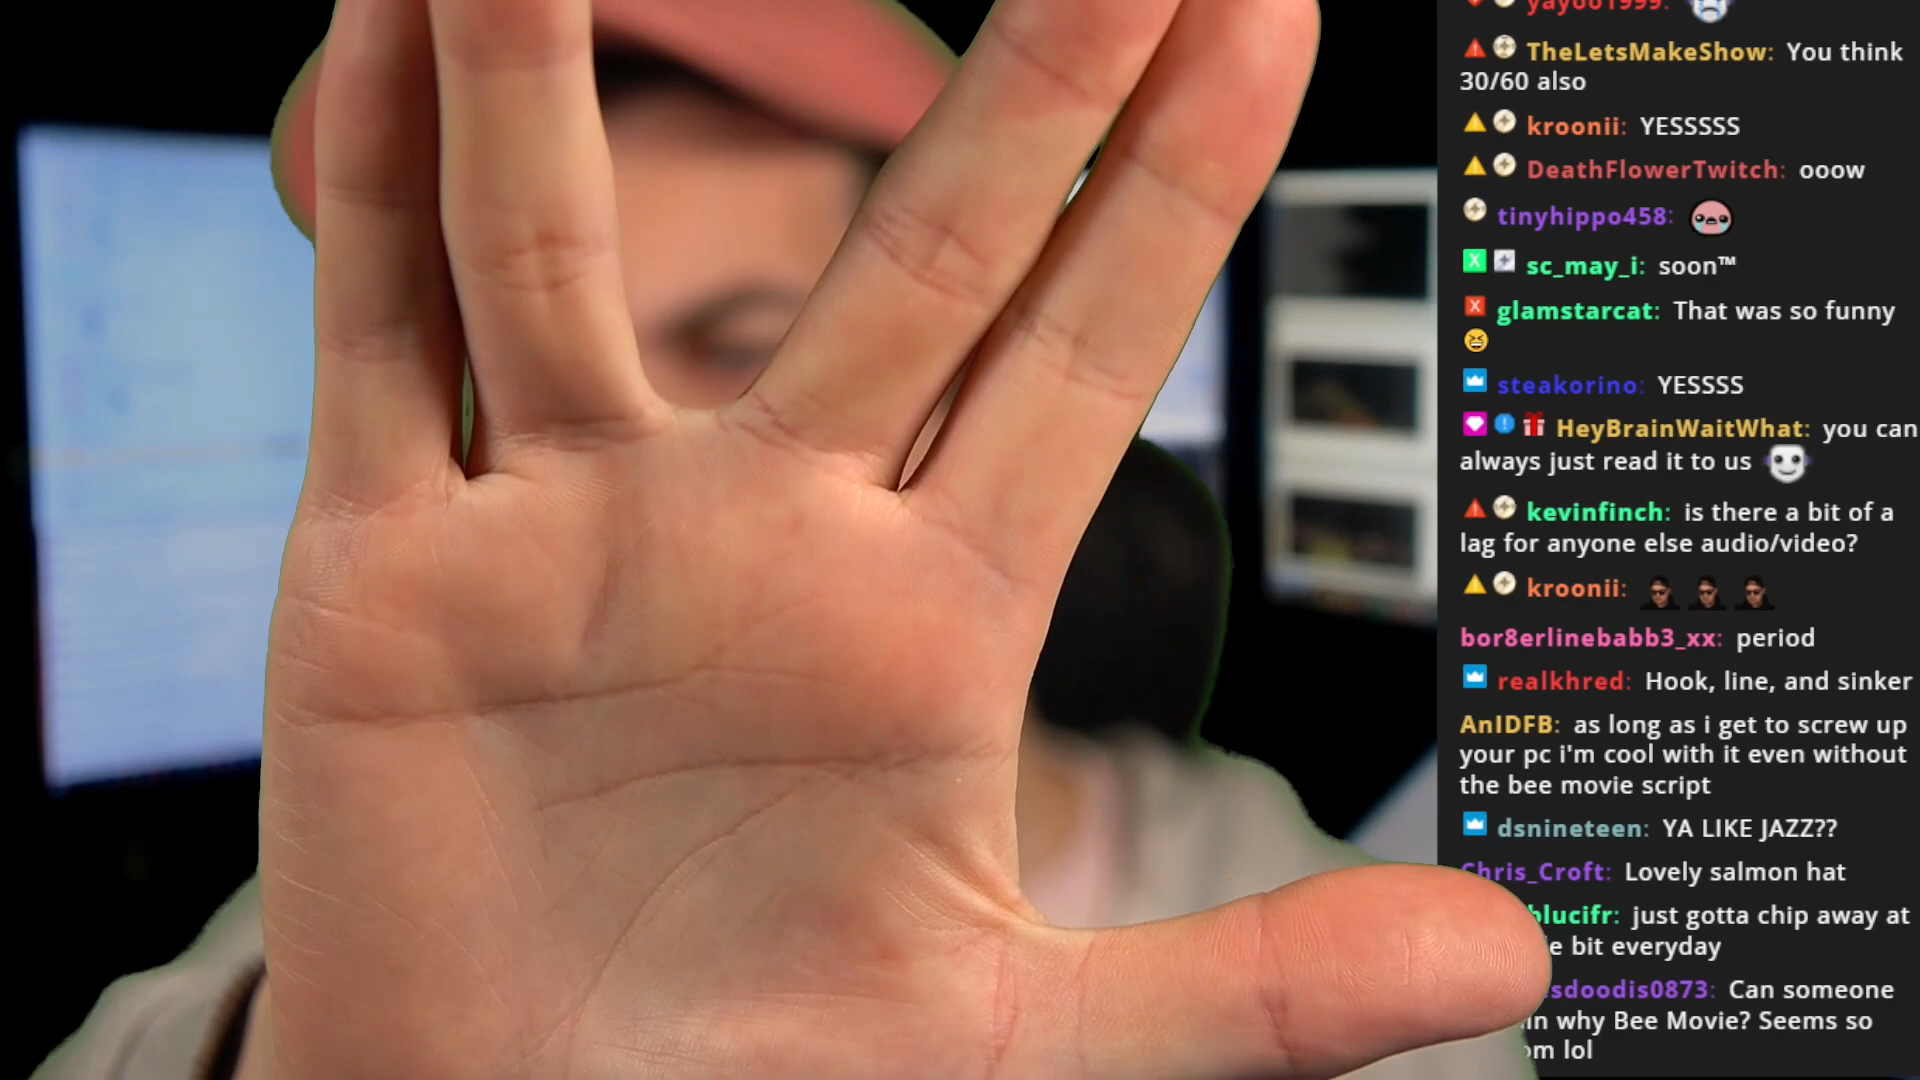 yayoo1999:
TheLetsMakeShow: You think
30/60 also
kroonii: YESSSSS
DeathFlowerTwitch: ooow
tinyhippo458:
sc_may_i: soon™
glamstarcat: That was so funny
steakorino: YESSSS
HeyBrainWaitWhat: you can
always just read it to us
kevinfinch: is there a bit of a
lag for anyone else audio/video?
kroonii:
bor8erlinebabb3_xx: period
realkhred: Hook, line, and sinker
AnIDFB: as long as i get to screw up
your pc i'm cool with it even without
the bee movie script
dsnineteen: YA LIKE JAZZ??
Chris_Croft: Lovely salmon hat
blucifr: just gotta chip away at
bit everyday
sdoodis0873: Can someone
why Bee Movie? Seems so
lol